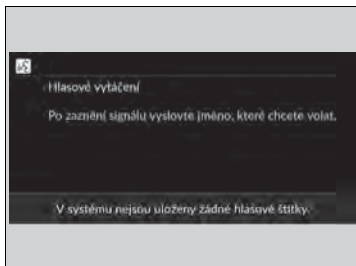 Hlasové vytáčení
Po zaznění signálu vyslovte jméno, které chcete volat.
V systému nejsou uloženy žádné hlasové štítky.